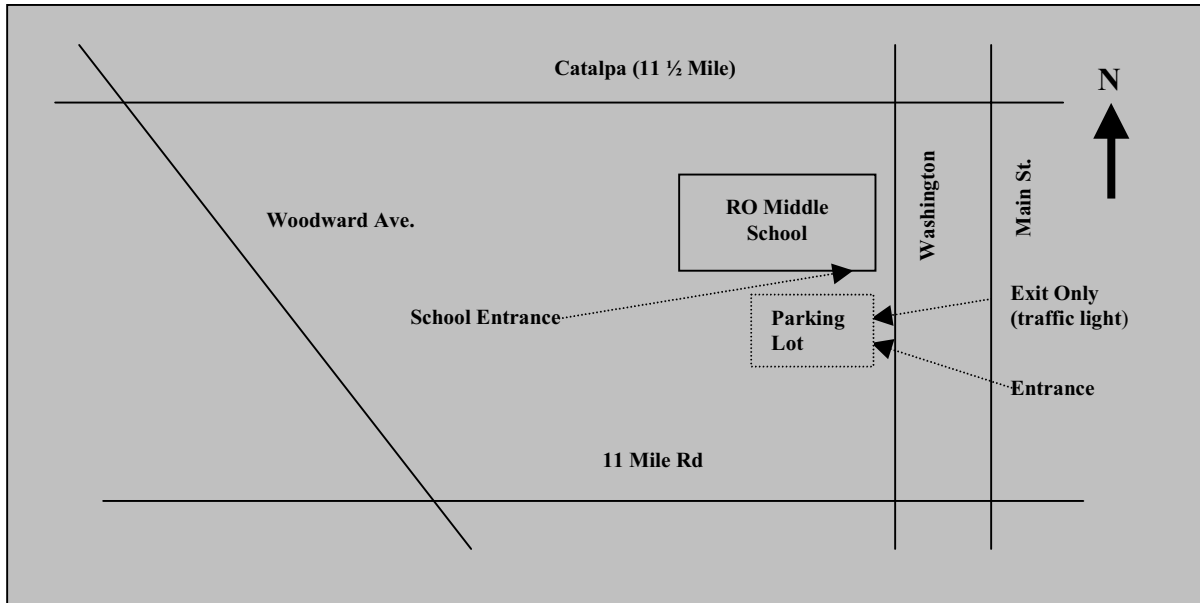 Catalpa (11 ½ Mile)
N
Woodward Ave.
RO Middle
School
Washington
Main St.
School Entrance
Parking
Lot
Exit Only
(traffic light)
Entrance
11 Mile Rd